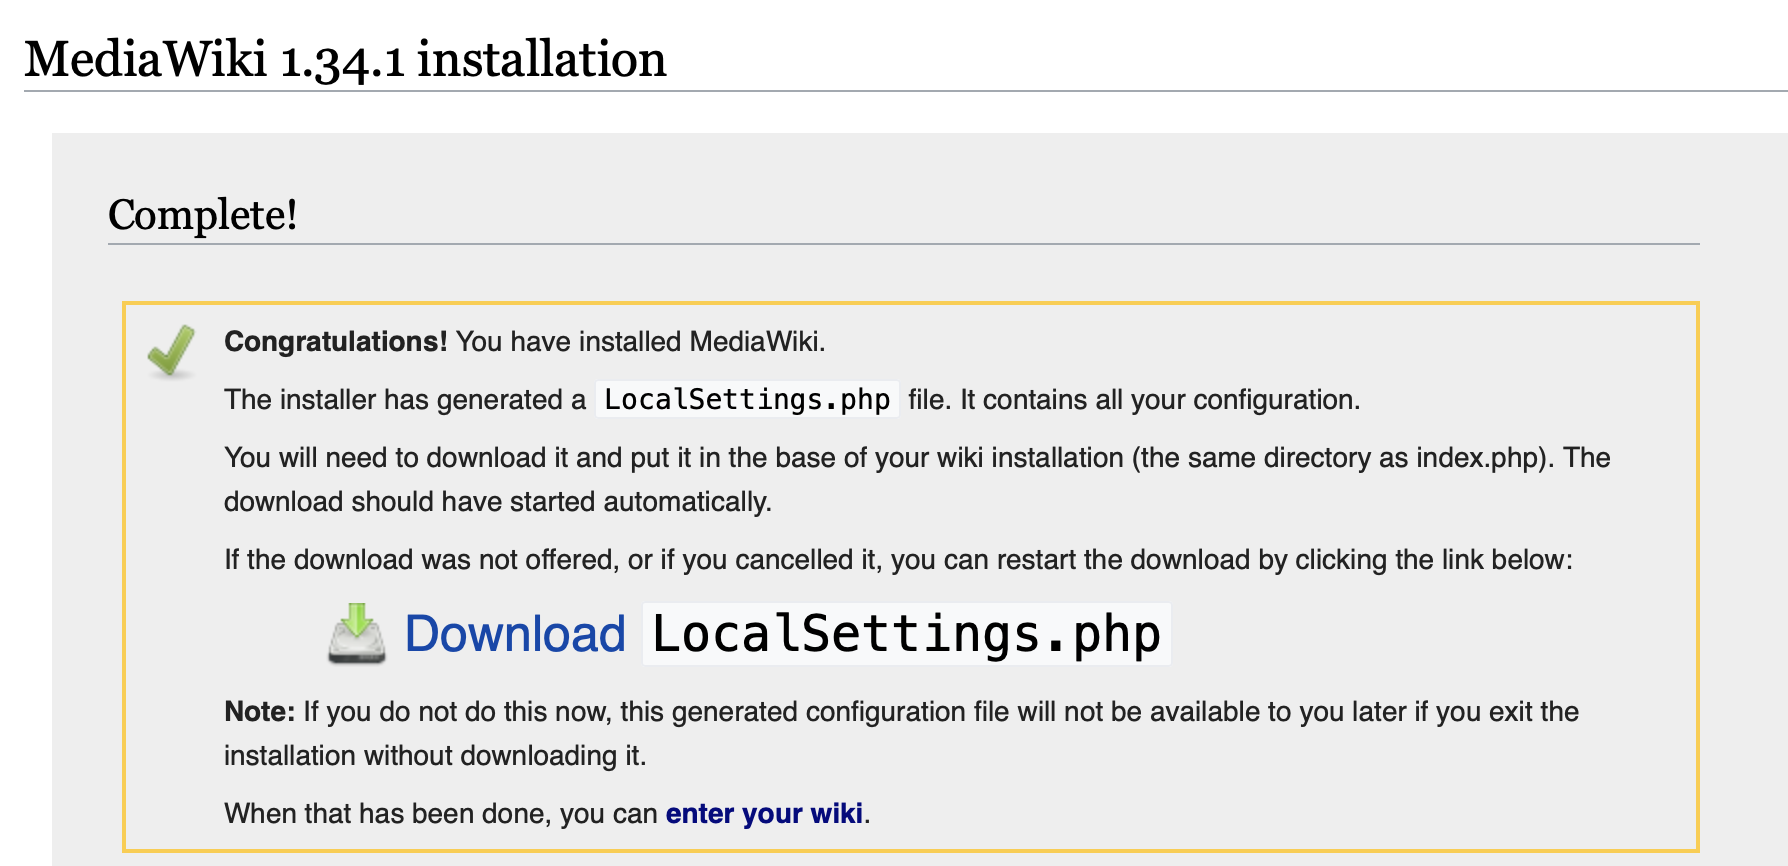 MediaWiki 1.34.1 installation
Complete!
Congratulations! You have installed MediaWiki.
The installer has generated a LocalSettings.php file. It contains all your configuration.
You will need to download it and put it in the base of your wiki installation (the same directory as index.php). The
download should have started automatically.
If the download was not offered, or if you cancelled it, you can restart the download by clicking the link below:
Download LocalSettings.php
Note: If you do not do this now, this generated configuration file will not be available to you later if you exit the
installation without downloading it.
When that has been done, you can enter your wiki.